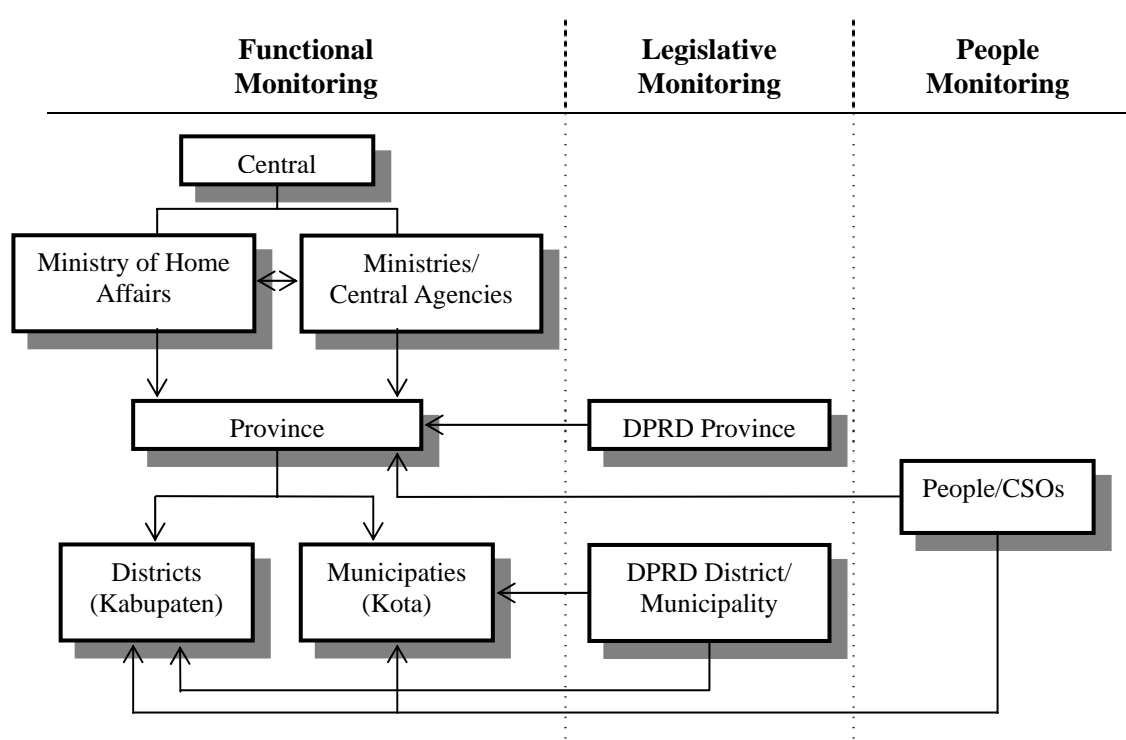 Functional
Monitoring
Legislative
Monitoring
People
Monitoring
Central
Ministry of Home
Affairs
Ministries/
Central Agencies
Province
DPRD Province
People/CSOs
Districts
(Kabupaten)
Municipaties
(Kota)
DPRD District/
Municipality